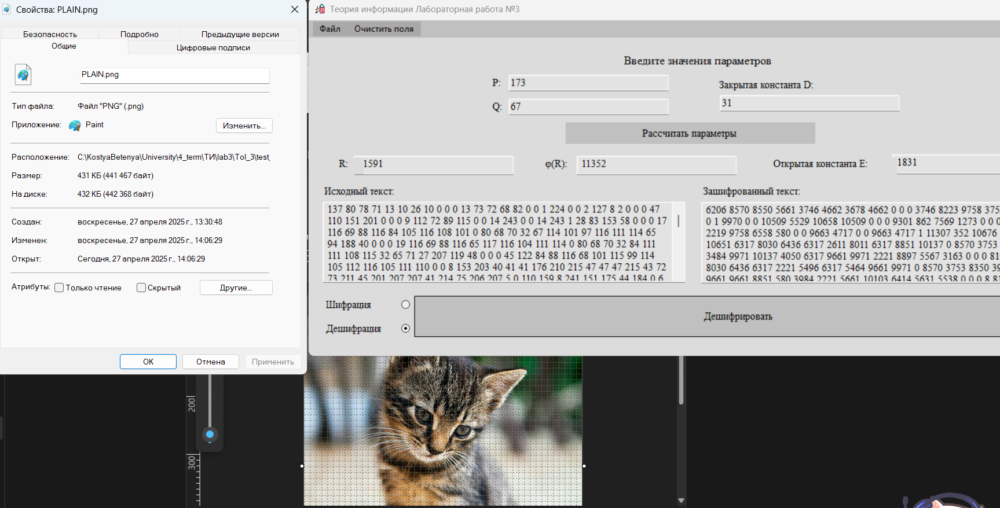 Свойства: PLAIN.png
Безопасность
Подробно
Предыдущие версии
Общие
Цифровые подписи
PLAIN.png
Тип файла:
Файл "PNG" (.png)
Приложение:
Paint
Изменить...
Расположение:
C:\KostyaBetenya\University\4_term\ТИ\lab3\ToI_3\test_
Размер:
431 КБ (441 467 байт)
На диске:
432 КБ (442 368 байт)
Создан:
воскресенье, 27 апреля 2025 г., 13:30:48
Изменен:
воскресенье, 27 апреля 2025 г., 14:06:29
Открыт:
Сегодня, 27 апреля 2025 г., 14:06:29
Атрибуты:
Только чтение
Скрытый
Другие...
OK
Отмена
Применить
Теория информации Лабораторная работа №3
Файл
Очистить поля
Введите значения параметров
P:
173
Закрытая константа D:
Q:
67
31
Рассчитать параметры
R:
1591
φ(R):
11352
Открытая константа E:
1831
Исходный текст:
137 80 78 71 13 10 26 10 0 0 0 13 73 72 68 82 0 0 1 224 0 0 2 127 8 2 0 0 0 47
110 151 201 0 0 0 9 112 72 89 115 0 0 14 243 0 0 14 243 1 28 83 153 58 0 0 0 17
116 69 88 116 84 105 116 108 101 0 80 68 70 32 67 114 101 97 116 111 114 65
94 188 40 0 0 0 19 116 69 88 116 65 117 116 104 111 114 0 80 68 70 32 84 111
111 108 115 32 65 71 27 207 119 48 0 0 0 45 122 84 88 116 68 101 115 99 114
105 112 116 105 111 110 0 0 8 153 203 40 41 41 176 210 215 47 47 47 215 43 72
73 211 45 201 207 207 41 214 75 206 207 5 0 110 159 8 241 151 175 44 184 0 6
Зашифрованный текст:
6206 8570 8550 5661 3746 4662 3678 4662 0 0 0 3746 8223 9758 375
0 1 9970 0 0 10509 5529 10658 10509 0 0 0 9301 862 7569 1273 0 0 0
2219 9758 6558 580 0 0 9663 4717 0 0 9663 4717 1 11307 352 10676
10651 6317 8030 6436 6317 2611 8011 6317 8851 10137 0 8570 3753
3484 9971 10137 4050 6317 9661 9971 2221 8897 5567 3163 0 0 0 81
8030 6436 6317 2221 5496 6317 5464 9661 9971 0 8570 3753 8350 39
9661 9661 8851 580 3984 2221 5661 10103 6414 5631 5538 0 0 0 8 81
Шифрация
Дешифрация
Дешифрировать
200
300